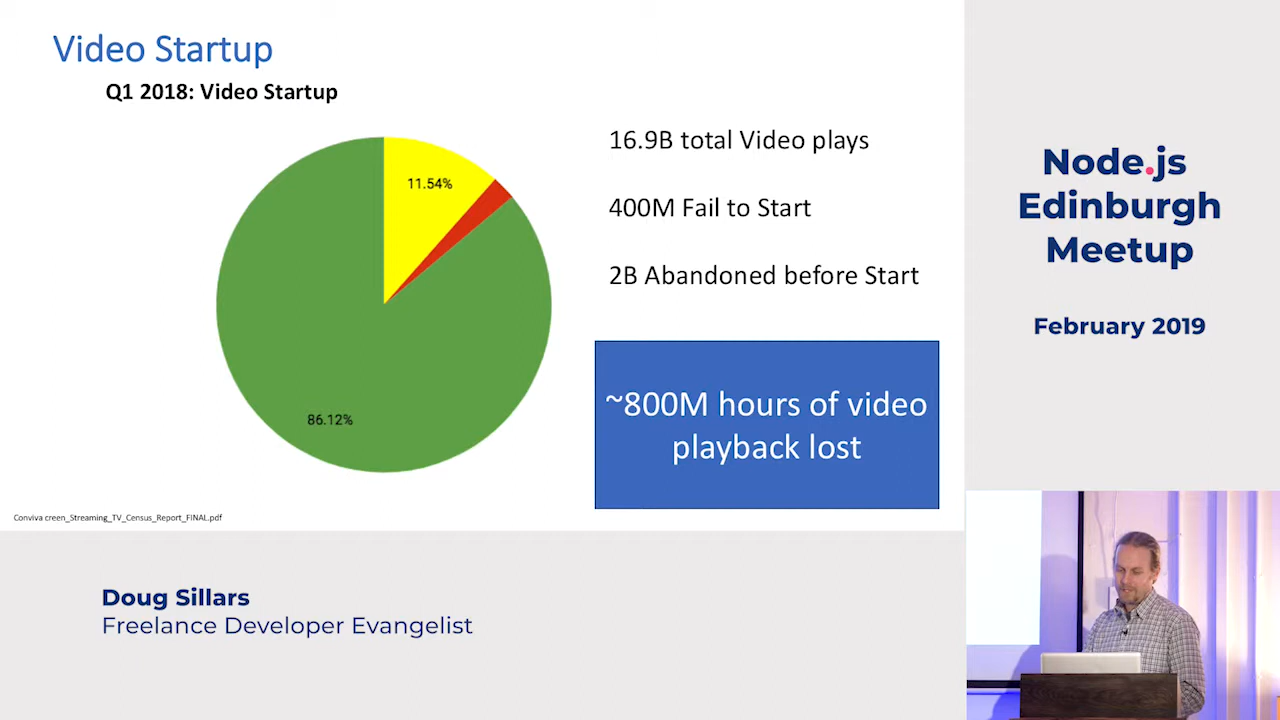 Video Startup
Q1 2018: Video Startup
11.54%
86.12%
16.9B total Video plays
400M Fail to Start
2B Abandoned before Start
~800M hours of video
playback lost
Conviva creen_Streaming_TV_Census_Report_FINAL.pdf
Node.js
Edinburgh
Meetup
February 2019
Doug Sillars
Freelance Developer Evangelist